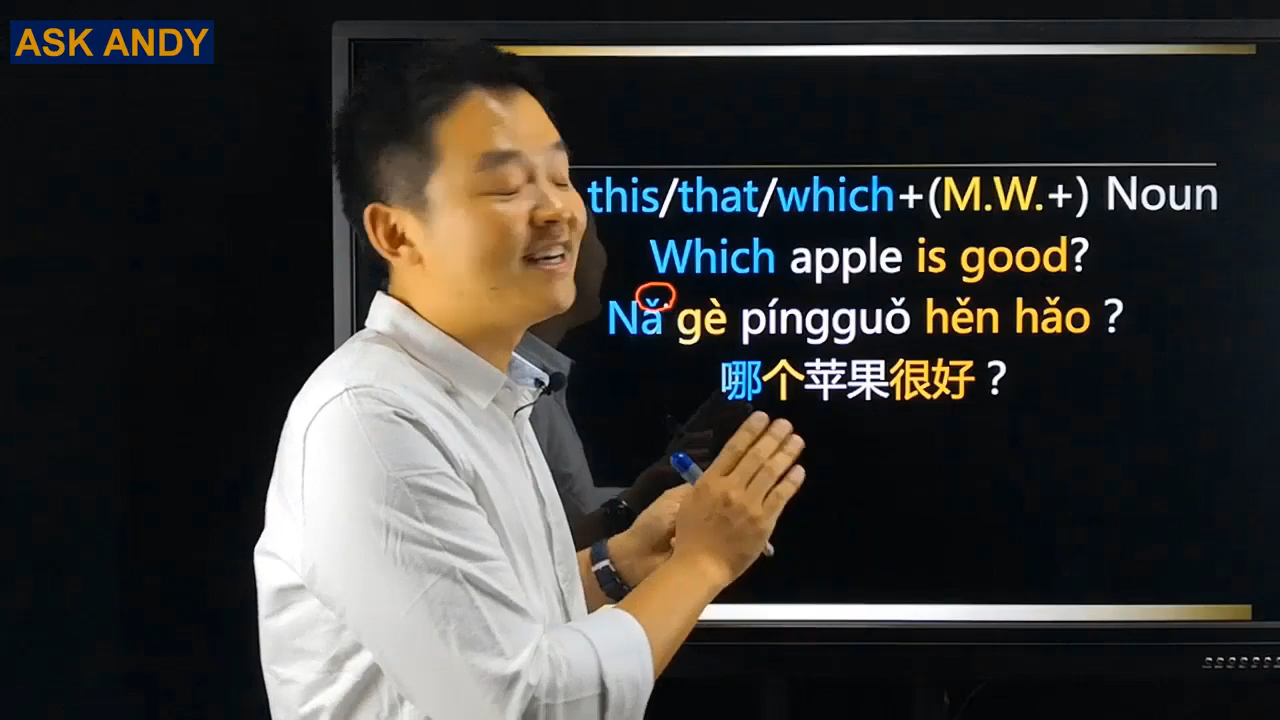 ASK ANDY
this/that/which+(M.W.+) Noun
Which apple is good?
Nǎ gè píngguǒ hěn hǎo ?
哪个苹果很好？